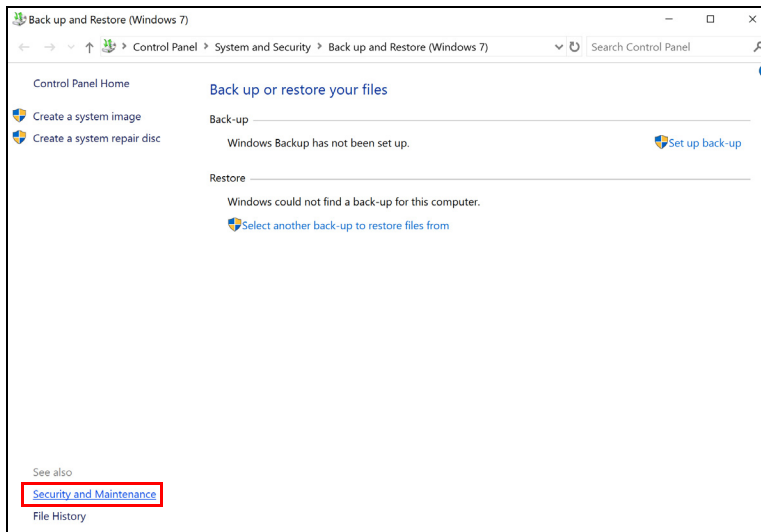 Back up and Restore (Windows 7)
Control Panel > System and Security > Back up and Restore (Windows 7)
Search Control Panel
Control Panel Home
Create a system image
Create a system repair disc
Back up or restore your files
Back-up
Windows Backup has not been set up.
Set up back-up
Restore
Windows could not find a back-up for this computer.
Select another back-up to restore files from
See also
Security and Maintenance
File History